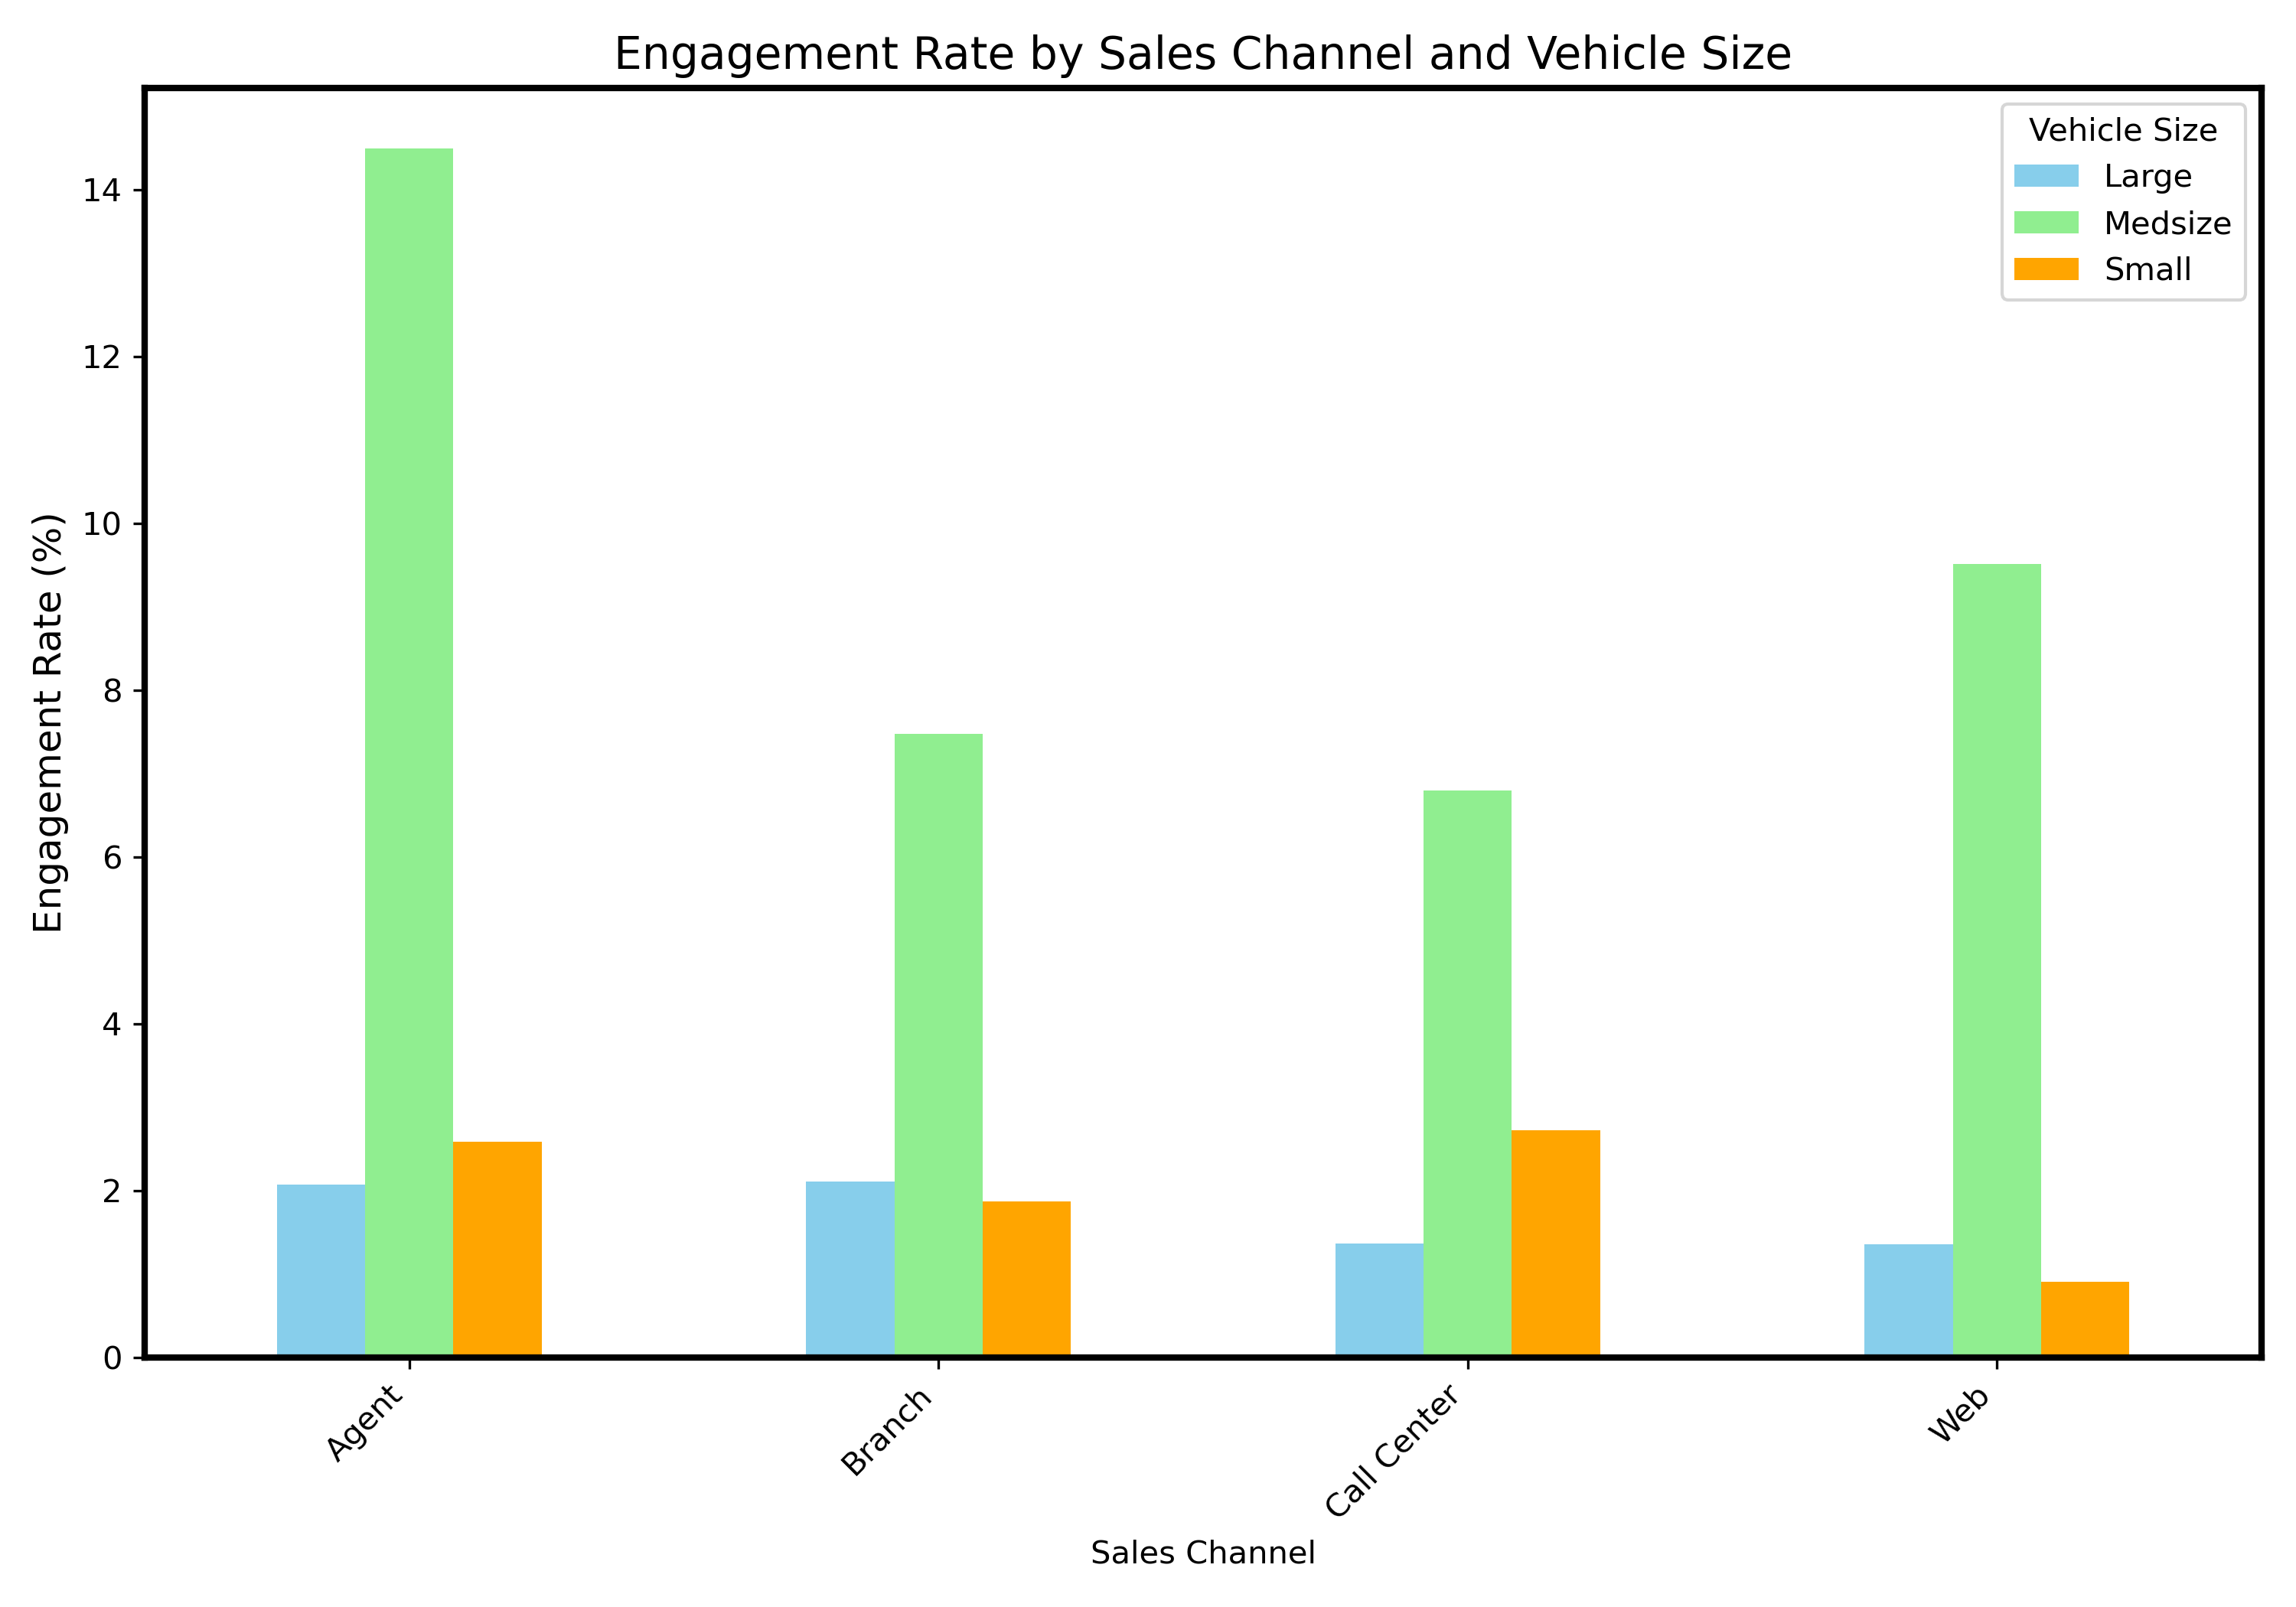 Engagement Rate by Sales Channel and Vehicle Size
Vehicle Size
Large
Medsize
Small
Engagement Rate (%)
14
12
10
8
6
4
2
0
Agent
Branch
Call Center
Web
Sales Channel